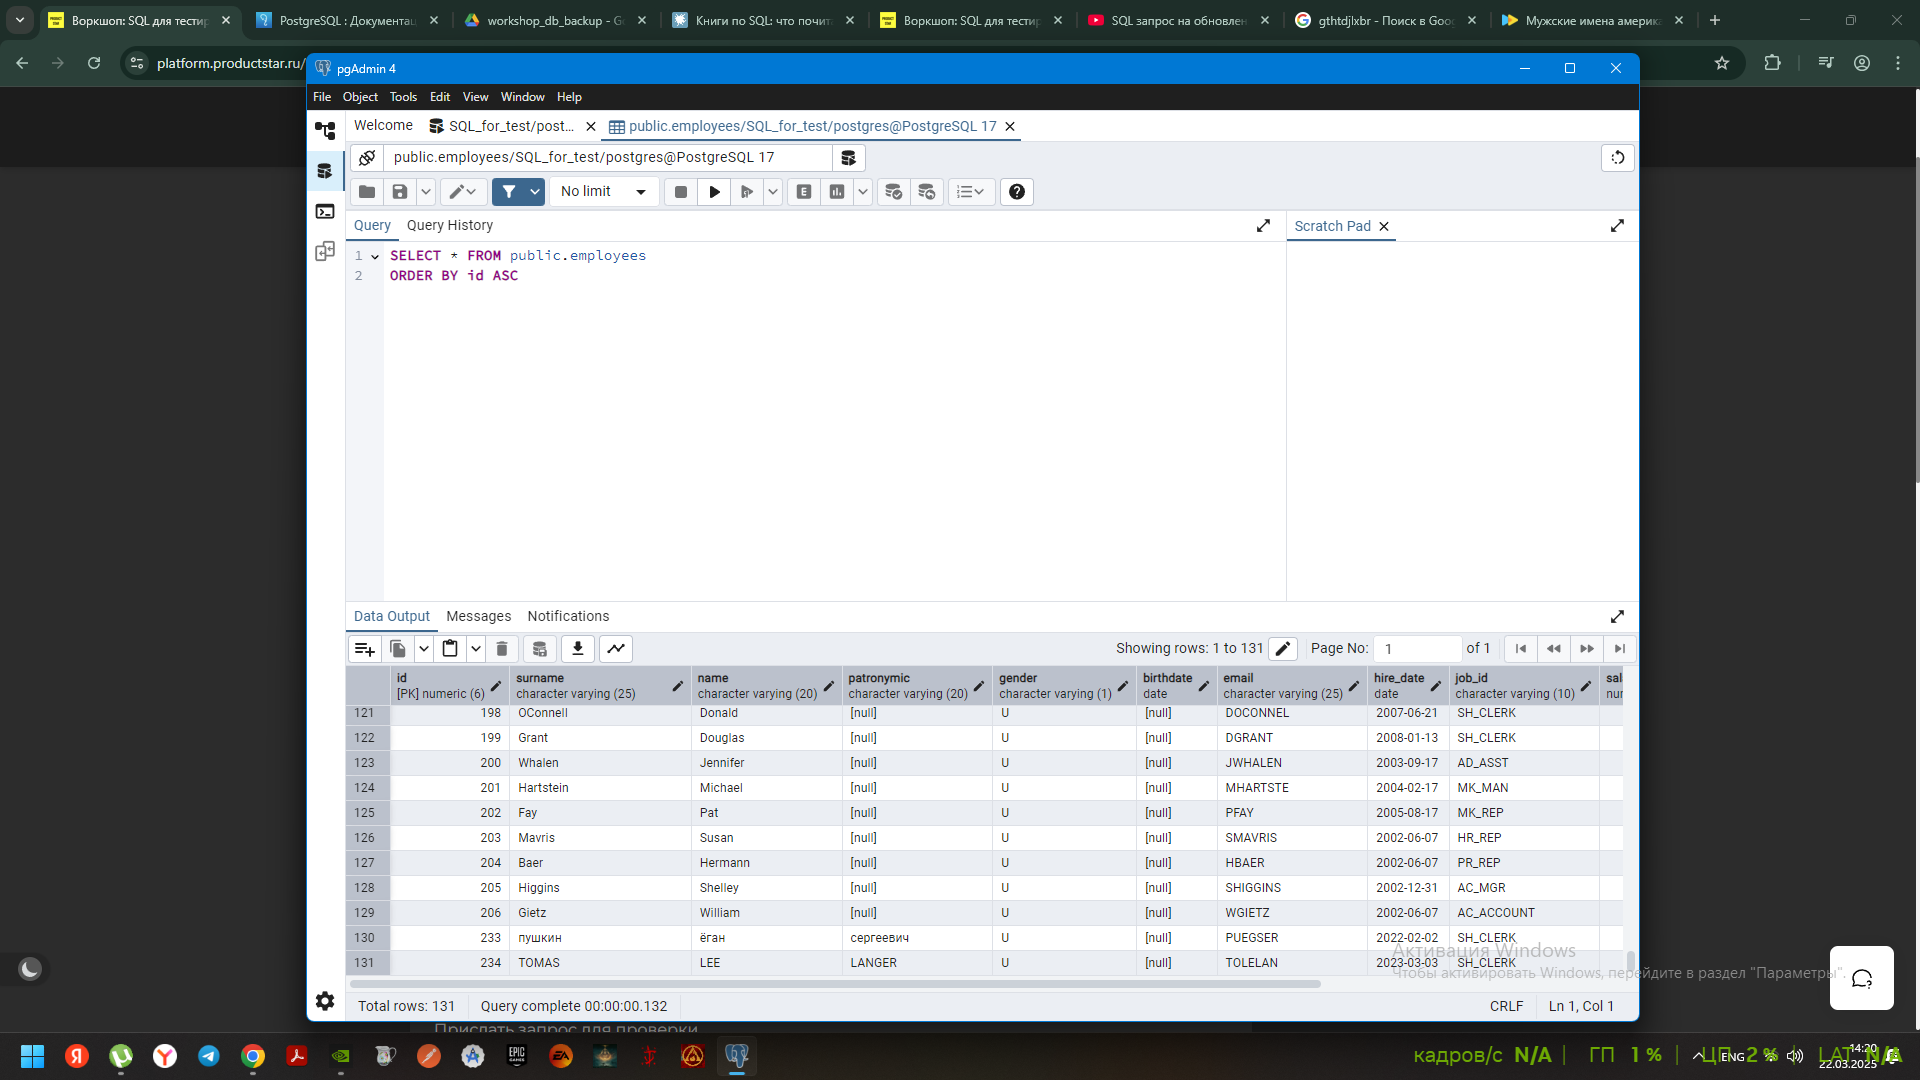 Воркшоп: SQL для тестир
PostgreSQL : Документац
workshop_db_backup - Go
Книги по SQL: что почит
Воркшоп: SQL для тестир
SQL запрос на обновлен
gthtdjlxbr - Поиск в Goo
Мужские имена америка
platform.productstar.ru/
pgAdmin 4
File Object Tools Edit View Window Help
Welcome SQL_for_test/post... public.employees/SQL_for_test/postgres@PostgreSQL 17
public.employees/SQL_for_test/postgres@PostgreSQL 17
No limit
Query Query History Scratch Pad
1 SELECT * FROM public.employees
2 ORDER BY id ASC
Data Output Messages Notifications
Showing rows: 1 to 131 Page No: 1 of 1
id surname name patronymic gender birthdate email hire_date job_id sal
[PK] numeric (6) character varying (25) character varying (20) character varying (20) character varying (1) date character varying (25) date character varying (10) nur
121 198 OConnell Donald [null] U [null] DOCONNEL 2007-06-21 SH_CLERK
122 199 Grant Douglas [null] U [null] DGRANT 2008-01-13 SH_CLERK
123 200 Whalen Jennifer [null] U [null] JWHALEN 2003-09-17 AD_ASST
124 201 Hartstein Michael [null] U [null] MHARTSTE 2004-02-17 MK_MAN
125 202 Fay Pat [null] U [null] PFAY 2005-08-17 MK_REP
126 203 Mavris Susan [null] U [null] SMAVRIS 2002-06-07 HR_REP
127 204 Baer Hermann [null] U [null] HBAER 2002-06-07 PR_REP
128 205 Higgins Shelley [null] U [null] SHIGGINS 2002-12-31 AC_MGR
129 206 Gietz William [null] U [null] WGIETZ 2002-06-07 AC_ACCOUNT
130 233 пушкин ёган сергеевич U [null] PUEGSER 2022-02-02 SH_CLERK
131 234 TOMAS LEE LANGER U [null] TOLELAN 2023-03-03 SH_CLERK
Активация Windows
Чтобы активировать Windows, перейдите в раздел "Параметры".
Total rows: 131 Query complete 00:00:00.132 CRLF Ln 1, Col 1
Прислать запрос для проверки
кадров/с N/A ГП 1 % ЦП 2 % LAT N/A
ENG
14:20
22.03.2025